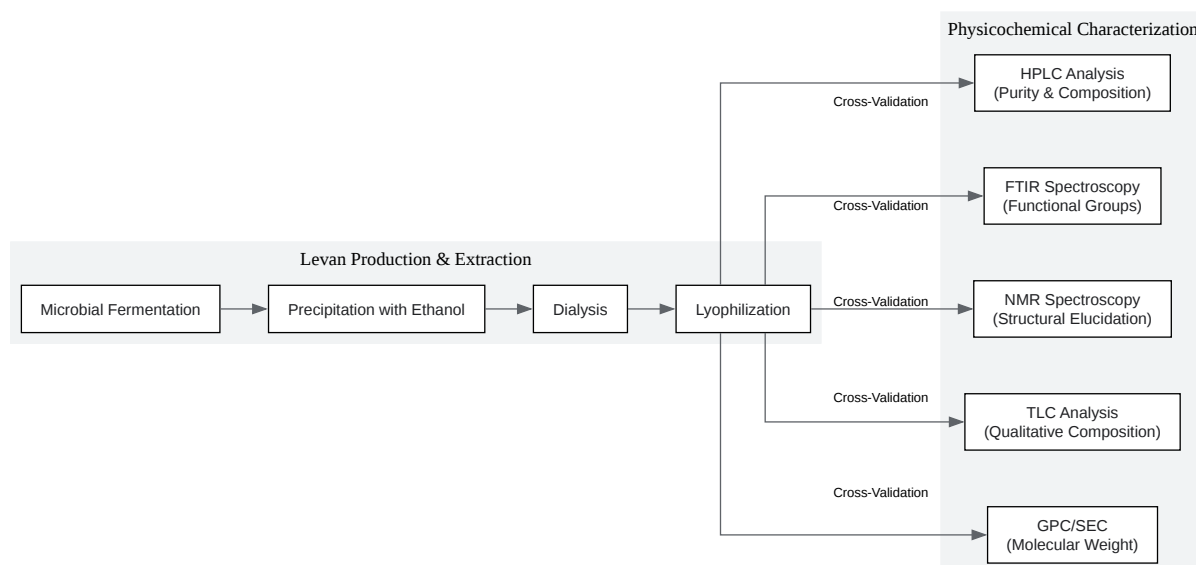 Physicochemical Characterization
HPLC Analysis
(Purity & Composition)
Cross-Validation
FTIR Spectroscopy
(Functional Groups)
Cross-Validation
Levan Production & Extraction
Microbial Fermentation
Precipitation with Ethanol
Dialysis
Lyophilization
Cross-Validation
NMR Spectroscopy
(Structural Elucidation)
Cross-Validation
TLC Analysis
(Qualitative Composition)
Cross-Validation
GPC/SEC
(Molecular Weight)